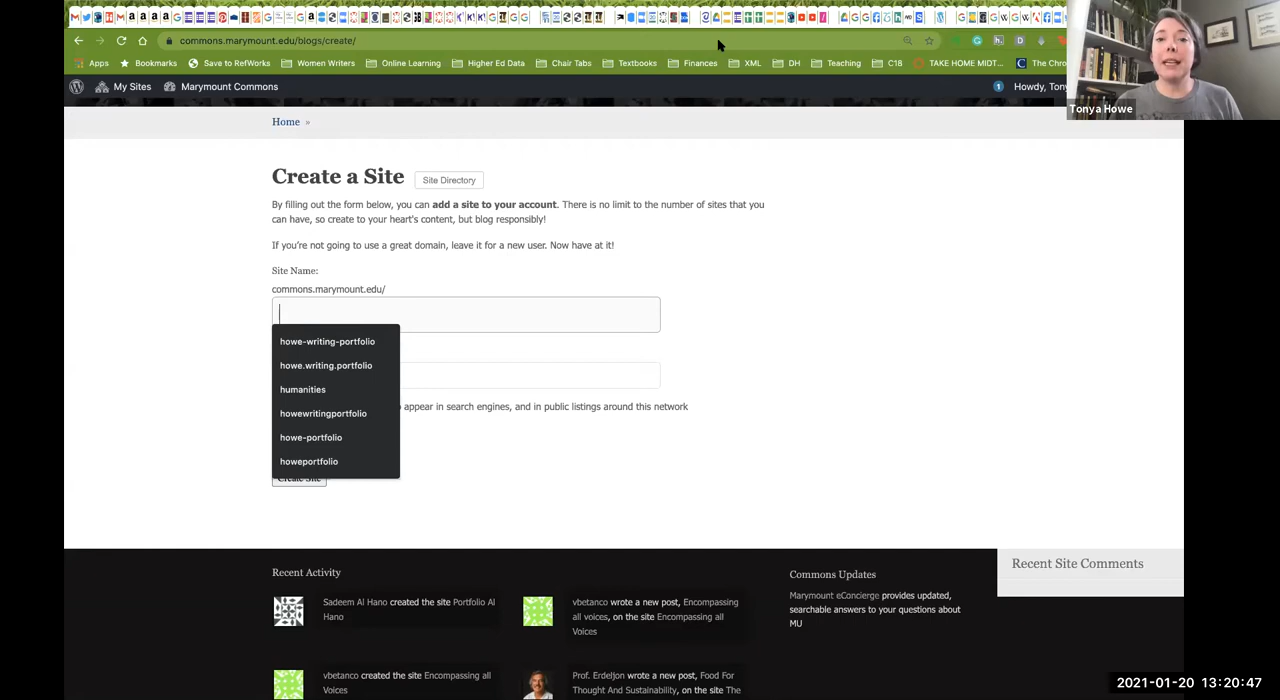 commons.marymount.edu/blogs/create/
Apps Bookmarks Save to RefWorks Women Writers Online Learning Higher Ed Data Chair Tabs Textbooks Finances XML DH Teaching C18 TAKE HOME MIDT... The Chro
My Sites Marymount Commons 1 Howdy, Tony
Tonya Howe
Home »
Create a Site Site Directory
By filling out the form below, you can add a site to your account. There is no limit to the number of sites that you
can have, so create to your heart's content, but blog responsibly!
If you're not going to use a great domain, leave it for a new user. Now have at it!
Site Name:
commons.marymount.edu/
howe-writing-portfolio
howe.writing.portfolio
humanities
appear in search engines, and in public listings around this network
howewritingportfolio
howe-portfolio
howeportfolio
Create Site
Recent Activity
Sadeem Al Hano created the site Portfolio Al
Hano
vbetanco wrote a new post, Encompassing
all voices, on the site Encompassing all
Voices
vbetanco created the site Encompassing all
Voices
Prof. Erdeljon wrote a new post, Food For
Thought And Sustainability, on the site The
Commons Updates
Marymount eConcierge provides updated,
searchable answers to your questions about
MU
Recent Site Comments
2021-01-20 13:20:47